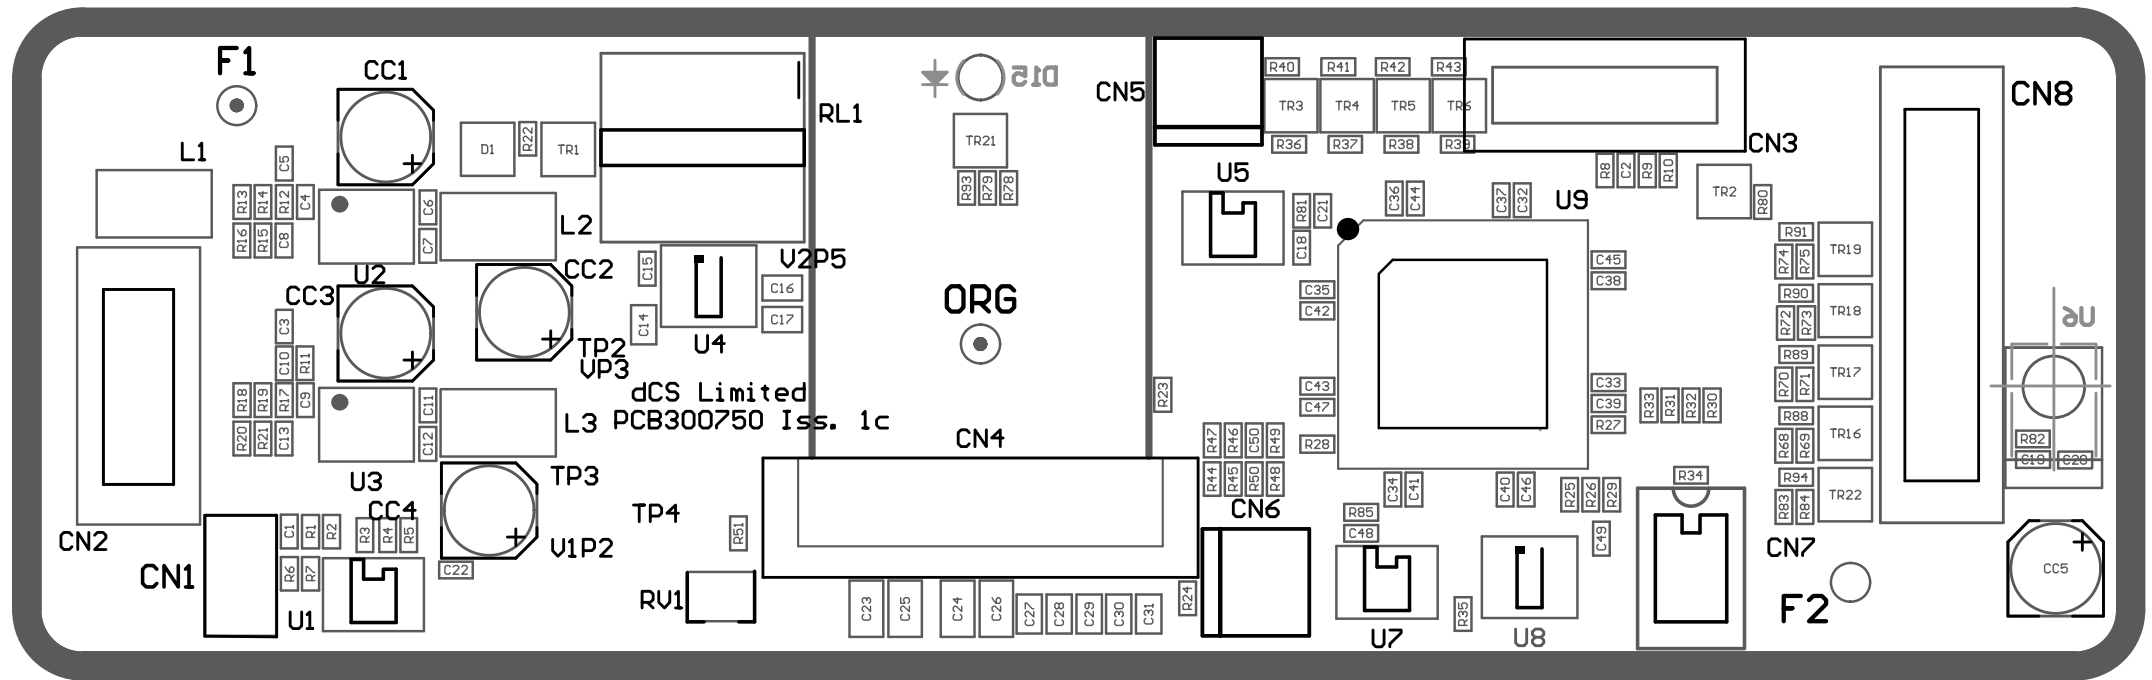 F1
CC1
D15
CN5
R40
R41
R42
R43
CN8
RL1
TR3
TR4
TR5
TR6
L1
C5
D1
R22
TR1
TR21
R36
R37
R38
R39
CN3
R13
R14
R12
C4
C6
R93
R79
R78
U5
R8
C2
R9
R10
TR2
R80
L2
R81
C21
C36
C44
C37
C32
U9
R16
R15
C8
C7
C18
R91
TR19
R74
R75
U2
CC2
C15
V2P5
C45
C38
CC3
C16
ORG
C35
C42
R90
TR18
R72
R73
UR
C3
C14
C17
U4
TP2
VP3
C10
R11
R89
TR17
R70
R71
R18
R19
R17
C9
C11
dCS Limited
PCB300750 Iss. 1c
R23
C43
C47
C33
C39
R27
R33
R31
R32
R30
R88
TR16
R68
R69
R20
R21
C13
C12
L3
CN4
R47
R46
C50
R49
R28
R82
C19
C20
U3
TP3
R44
R45
R50
R48
C34
C41
C40
C46
R25
R26
R29
R34
R94
TR22
R83
R84
CC4
TP4
CN6
R85
C48
CN2
C1
R1
R2
R3
R4
R5
V1P2
R51
C49
CN7
CN1
R6
R7
C22
CC5
U1
RV1
C23
C25
C24
C26
C27
C28
C29
C30
C31
R24
R35
F2
U7
U8